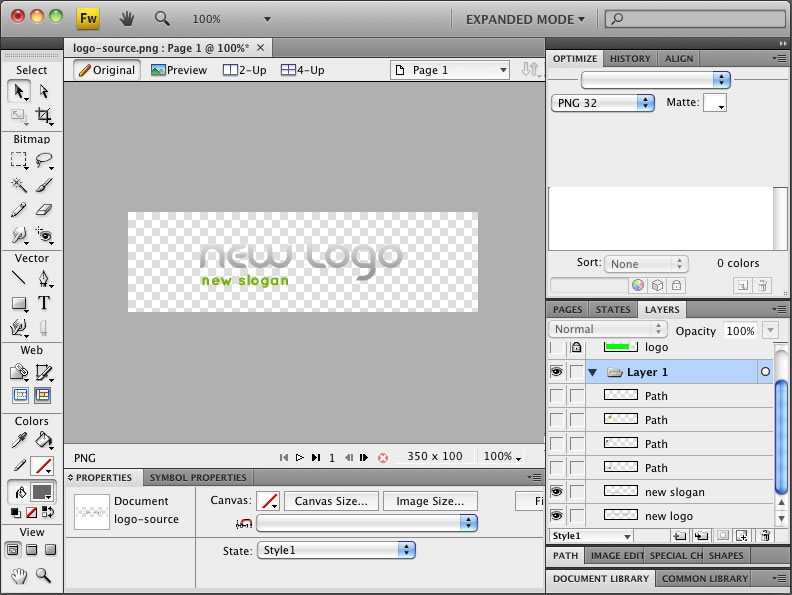 Fw 100% EXPANDED MODE
logo-source.png : Page 1 @ 100%*
Original Preview 2-Up 4-Up Page 1
Select
Bitmap
Vector
T
Web
Colors
View
new logo
new slogan
PNG 1 350 x 100 100%
PROPERTIES SYMBOL PROPERTIES
Document
logo-source
Canvas: Canvas Size... Image Size... Fi
State: Style1
OPTIMIZE HISTORY ALIGN
PNG 32 Matte:
Sort: None 0 colors
PAGES STATES LAYERS
Normal Opacity 100%
logo
Layer 1
Path
Path
Path
Path
new slogan
new logo
Style1
PATH IMAGE EDIT SPECIAL CH SHAPES
DOCUMENT LIBRARY COMMON LIBRARY